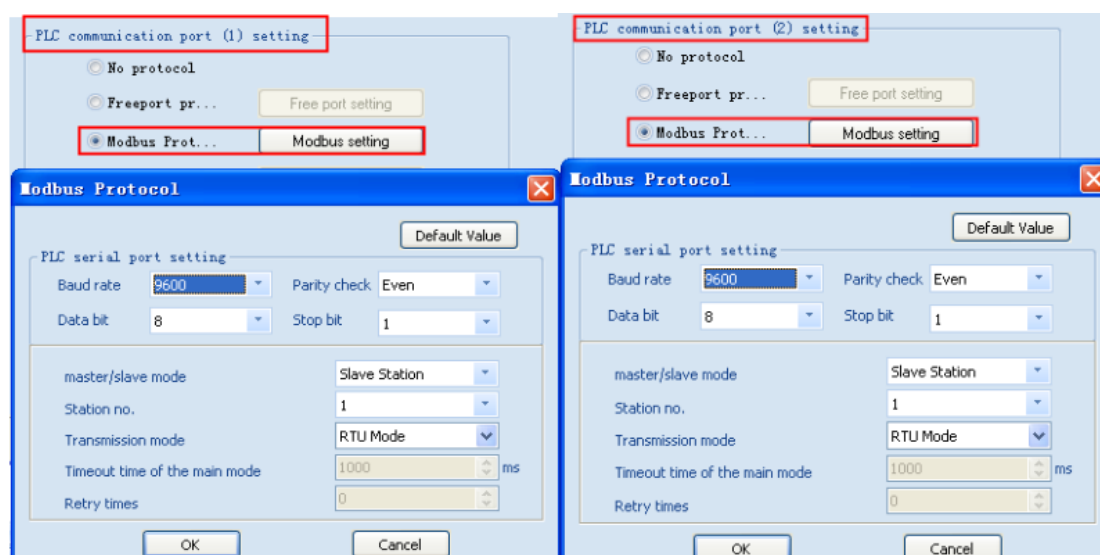 PLC communication port (1) setting
No protocol
Freeport pr...
Free port setting
Modbus Prot...
Modbus setting
Modbus Protocol
Default Value
PLC serial port setting
Baud rate 9600 Parity check Even
Data bit 8 Stop bit 1
master/slave mode Slave Station
Station no. 1
Transmission mode RTU Mode
Timeout time of the main mode 1000 ms
Retry times 0
OK Cancel
PLC communication port (2) setting
No protocol
Freeport pr...
Free port setting
Modbus Prot...
Modbus setting
Modbus Protocol
Default Value
PLC serial port setting
Baud rate 9600 Parity check Even
Data bit 8 Stop bit 1
master/slave mode Slave Station
Station no. 1
Transmission mode RTU Mode
Timeout time of the main mode 1000 ms
Retry times 0
OK Cancel